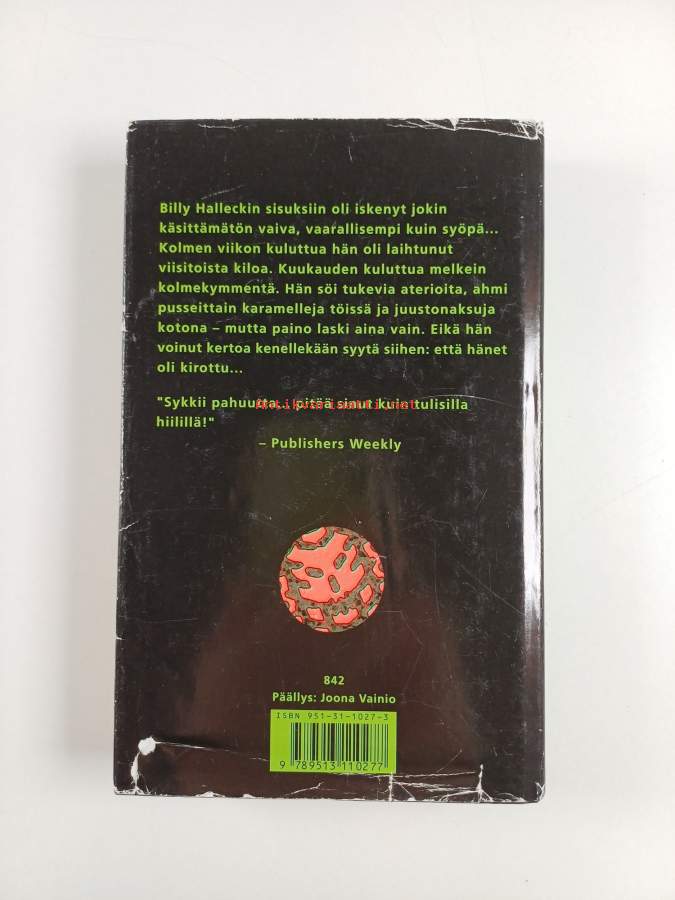 Billy Halleckin sisuksiin oli iskenyt jokin
käsittämätön vaiva, vaarallisempi kuin syöpä...
Kolmen viikon kuluttua hän oli laihtunut
viisitoista kiloa. Kuukauden kuluttua melkein
kolmekymmentä. Hän söi tukevia aterioita, ahmi
pusseittain karamelleja töissä ja juustonaksuja
kotona – mutta paino laski aina vain. Eikä hän
voinut kertoa kenellekään syytä siihen: että hänet
oli kirottu...
"Sykkii pahuutta... pitää sinut kuin tulisilla
hiilillä!"
– Publishers Weekly
842
Päällys: Joona Vainio
ISBN 951-31-1027-3
9 789513 110277